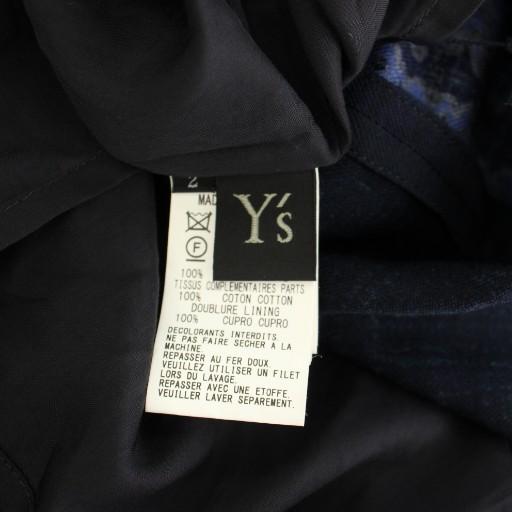 2
MAD
Y's
F
100%
TISSUS COMPLEMENTAIRES PARTS
100% COTON COTTON
DOUBLURE LINING
100% CUPRO CUPRO
DECOLORANTS INTERDITS.
NE PAS FAIRE SECHER A LA
MACHINE.
REPASSER AU FER DOUX.
VEUILLEZ UTILISER UN FILET
LORS DU LAVAGE.
REPASSER AVEC UNE ETOFFE.
VEUILLER LAVER SEPAREMENT.